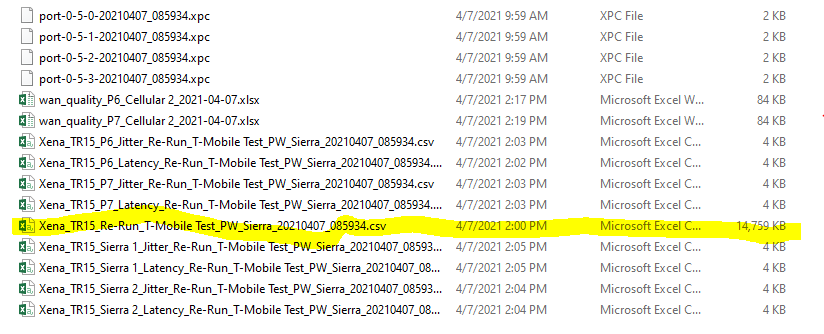 port-0-5-0-20210407_085934.xpc 4/7/2021 9:59 AM XPC File 2 KB
port-0-5-1-20210407_085934.xpc 4/7/2021 9:59 AM XPC File 2 KB
port-0-5-2-20210407_085934.xpc 4/7/2021 9:59 AM XPC File 2 KB
port-0-5-3-20210407_085934.xpc 4/7/2021 9:59 AM XPC File 2 KB
wan_quality_P6_Cellular 2_2021-04-07.xlsx 4/7/2021 2:17 PM Microsoft Excel W... 84 KB
wan_quality_P7_Cellular 2_2021-04-07.xlsx 4/7/2021 2:19 PM Microsoft Excel W... 84 KB
Xena_TR15_P6_Jitter_Re-Run_T-Mobile Test_PW_Sierra_20210407_085934.csv 4/7/2021 2:03 PM Microsoft Excel C... 4 KB
Xena_TR15_P6_Latency_Re-Run_T-Mobile Test_PW_Sierra_20210407_085934.... 4/7/2021 2:02 PM Microsoft Excel C... 4 KB
Xena_TR15_P7_Jitter_Re-Run_T-Mobile Test_PW_Sierra_20210407_085934.csv 4/7/2021 2:03 PM Microsoft Excel C... 4 KB
Xena_TR15_P7_Latency_Re-Run_T-Mobile Test_PW_Sierra_20210407_085934.... 4/7/2021 2:03 PM Microsoft Excel C... 4 KB
Xena_TR15_Re-Run_T-Mobile Test_PW_Sierra_20210407_085934.csv 4/7/2021 2:00 PM Microsoft Excel C... 14,759 KB
Xena_TR15_Sierra 1_Jitter_Re-Run_T-Mobile Test_PW_Sierra_20210407_08593... 4/7/2021 2:05 PM Microsoft Excel C... 4 KB
Xena_TR15_Sierra 1_Latency_Re-Run_T-Mobile Test_PW_Sierra_20210407_08... 4/7/2021 2:05 PM Microsoft Excel C... 4 KB
Xena_TR15_Sierra 2_Jitter_Re-Run_T-Mobile Test_PW_Sierra_20210407_08593... 4/7/2021 2:04 PM Microsoft Excel C... 4 KB
Xena_TR15_Sierra 2_Latency_Re-Run_T-Mobile Test_PW_Sierra_20210407_08... 4/7/2021 2:04 PM Microsoft Excel C... 4 KB